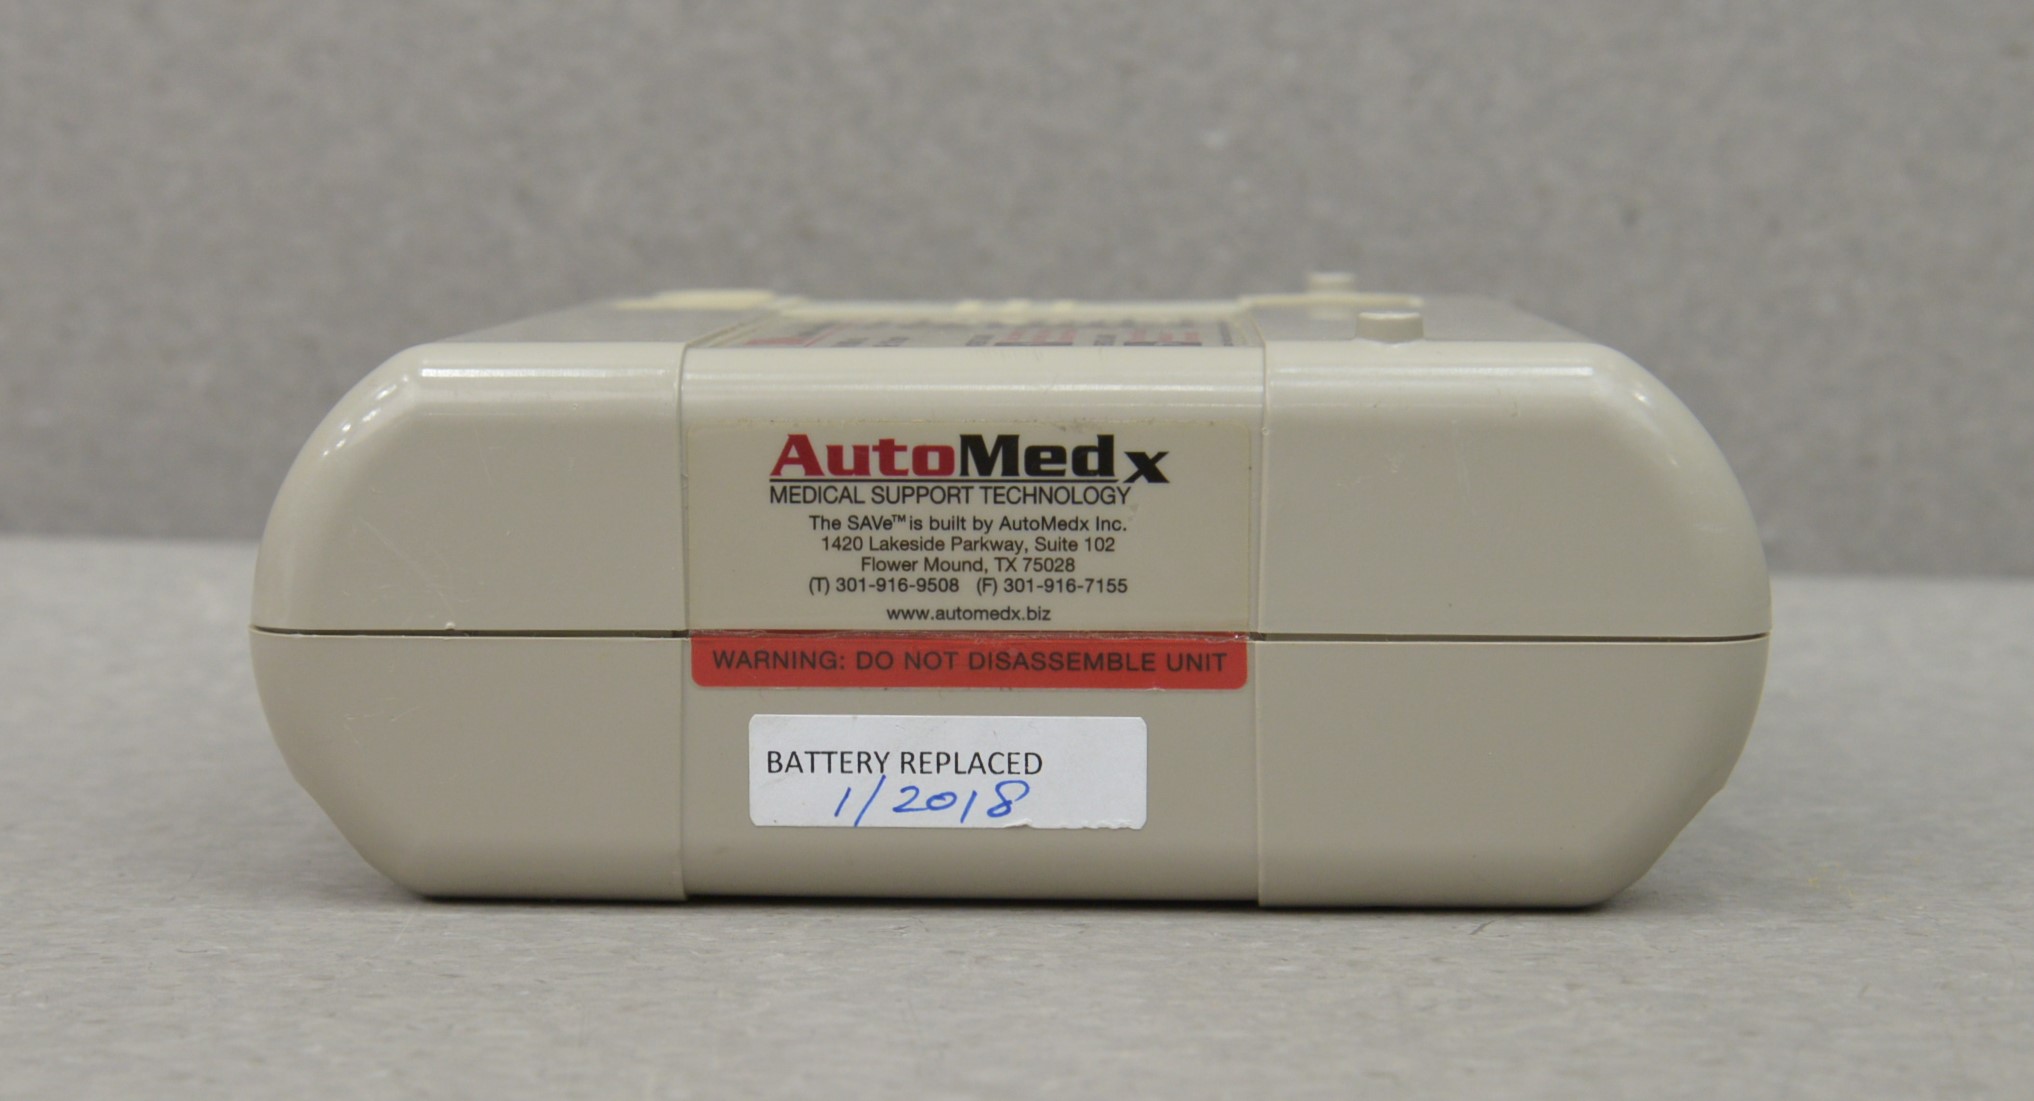 AutoMedx
MEDICAL SUPPORT TECHNOLOGY
The SAVe™ is built by AutoMedx Inc.
1420 Lakeside Parkway, Suite 102
Flower Mound, TX 75028
(T) 301-916-9508 (F) 301-916-7155
www.automedx.biz
WARNING: DO NOT DISASSEMBLE UNIT
BATTERY REPLACED
1/2018